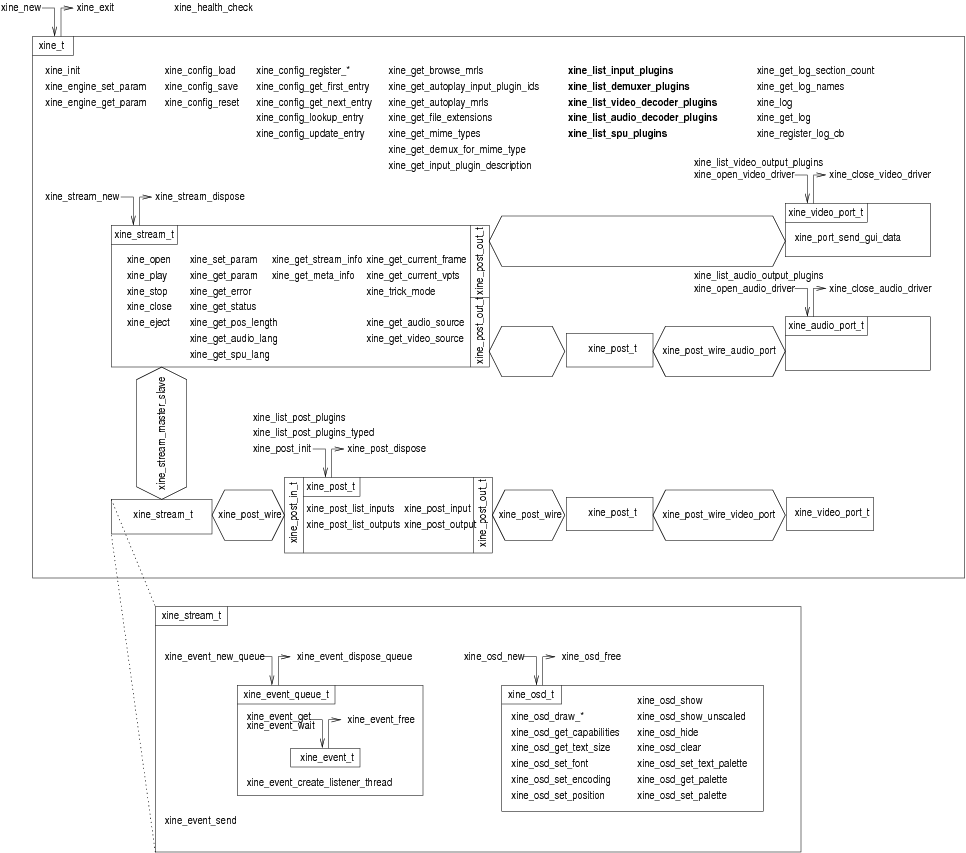 xine_new
xine_exit
xine_health_check
xine_t
xine_init
xine_engine_set_param
xine_engine_get_param
xine_config_load
xine_config_save
xine_config_reset
xine_config_register_*
xine_config_get_first_entry
xine_config_get_next_entry
xine_config_lookup_entry
xine_config_update_entry
xine_get_browse_mrls
xine_get_autoplay_input_plugin_ids
xine_get_autoplay_mrls
xine_get_file_extensions
xine_get_mime_types
xine_get_demux_for_mime_type
xine_get_input_plugin_description
xine_list_input_plugins
xine_list_demuxer_plugins
xine_list_video_decoder_plugins
xine_list_audio_decoder_plugins
xine_list_spu_plugins
xine_get_log_section_count
xine_get_log_names
xine_log
xine_get_log
xine_register_log_cb
xine_list_video_output_plugins
xine_open_video_driver
xine_close_video_driver
xine_video_port_t
xine_port_send_gui_data
xine_stream_new
xine_stream_dispose
xine_stream_t
xine_open
xine_play
xine_stop
xine_close
xine_eject
xine_set_param
xine_get_param
xine_get_error
xine_get_status
xine_get_pos_length
xine_get_audio_lang
xine_get_spu_lang
xine_get_stream_info
xine_get_meta_info
xine_get_current_frame
xine_get_current_vpts
xine_trick_mode
xine_get_audio_source
xine_get_video_source
xine_post_out_t
xine_post_out_t
xine_list_audio_output_plugins
xine_open_audio_driver
xine_close_audio_driver
xine_audio_port_t
xine_post_t
xine_post_wire_audio_port
xine_stream_master_slave
xine_list_post_plugins
xine_list_post_plugins_typed
xine_post_init
xine_post_dispose
xine_stream_t
xine_post_wire
xine_post_in_t
xine_post_t
xine_post_list_inputs
xine_post_input
xine_post_list_outputs
xine_post_output
xine_post_out_t
xine_post_wire
xine_post_t
xine_post_wire_video_port
xine_video_port_t
xine_stream_t
xine_event_new_queue
xine_event_dispose_queue
xine_event_queue_t
xine_event_get
xine_event_wait
xine_event_free
xine_event_t
xine_event_create_listener_thread
xine_event_send
xine_osd_new
xine_osd_free
xine_osd_t
xine_osd_draw_*
xine_osd_get_capabilities
xine_osd_get_text_size
xine_osd_set_font
xine_osd_set_encoding
xine_osd_set_position
xine_osd_show
xine_osd_show_unscaled
xine_osd_hide
xine_osd_clear
xine_osd_set_text_palette
xine_osd_get_palette
xine_osd_set_palette